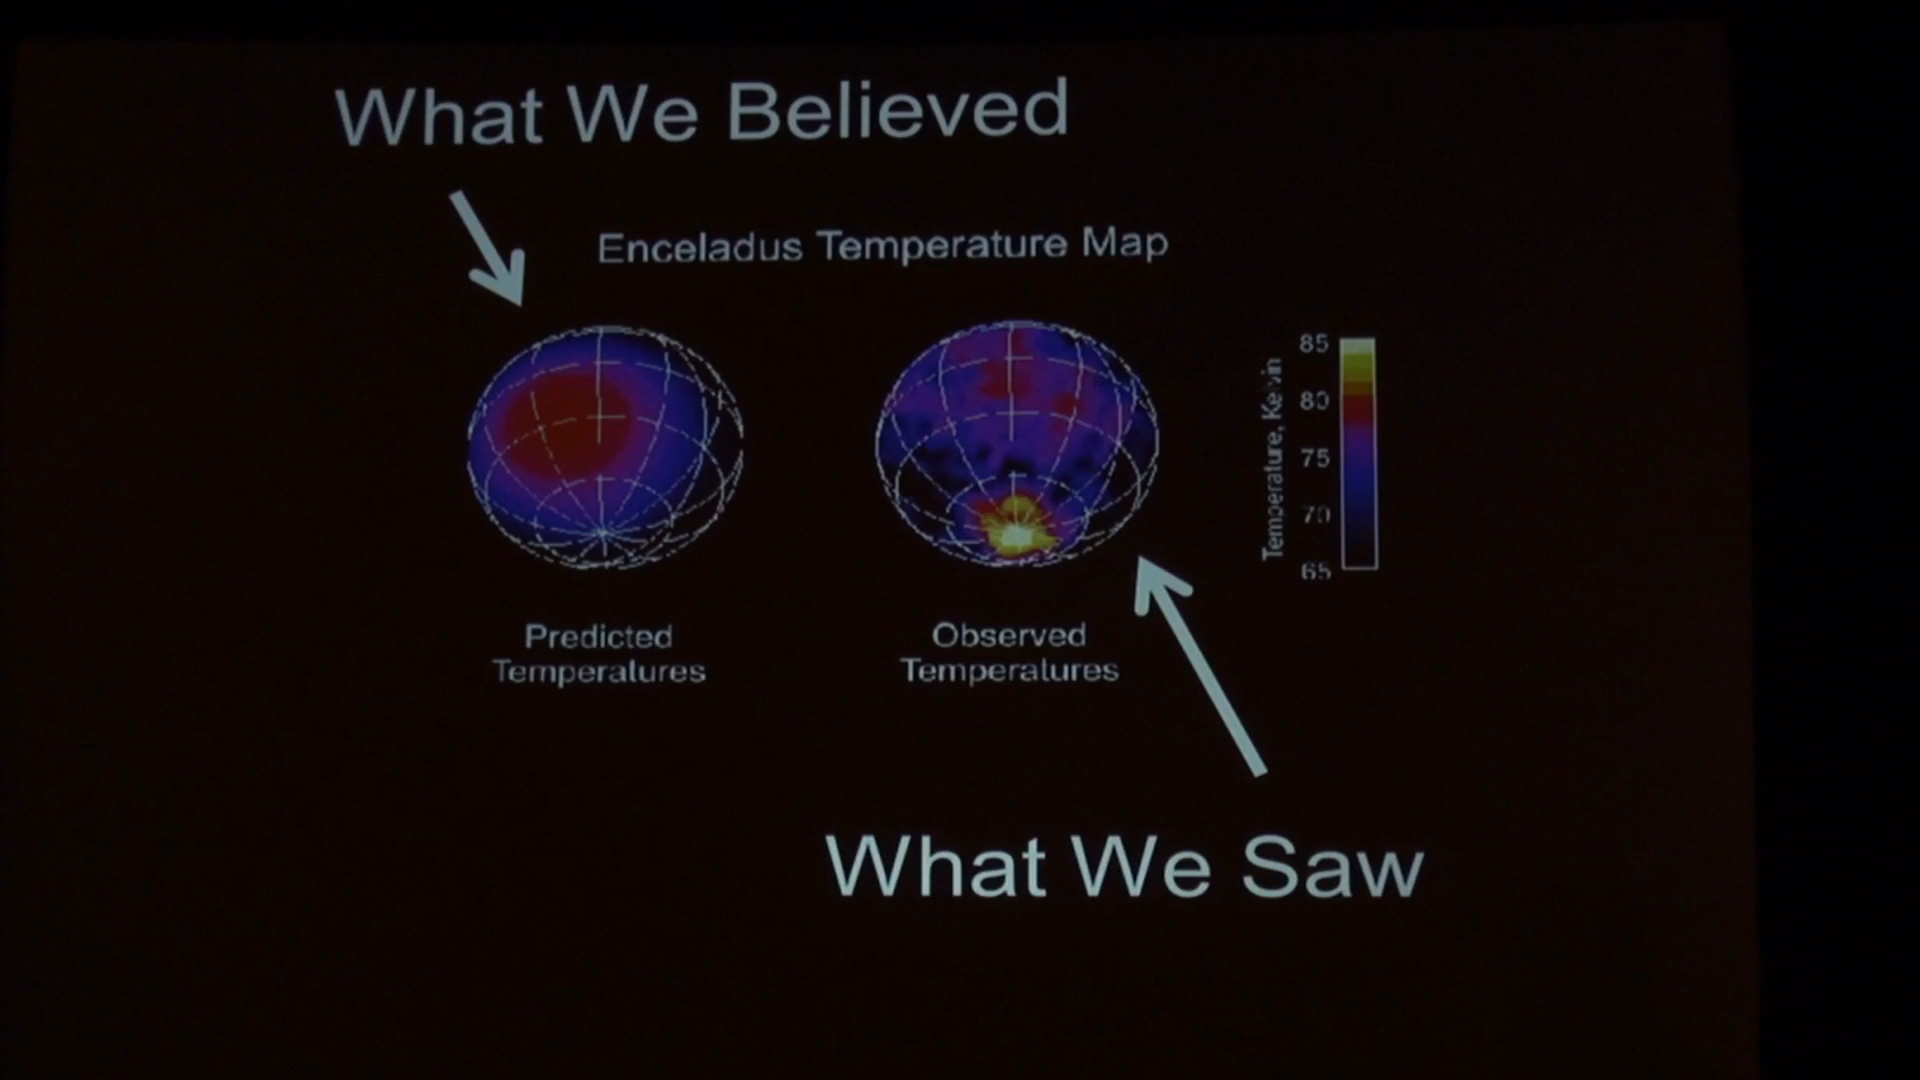 What We Believed
Enceladus Temperature Map
Predicted
Temperatures
Observed
Temperatures
Temperature, Kelvin
85
80
75
70
65
What We Saw